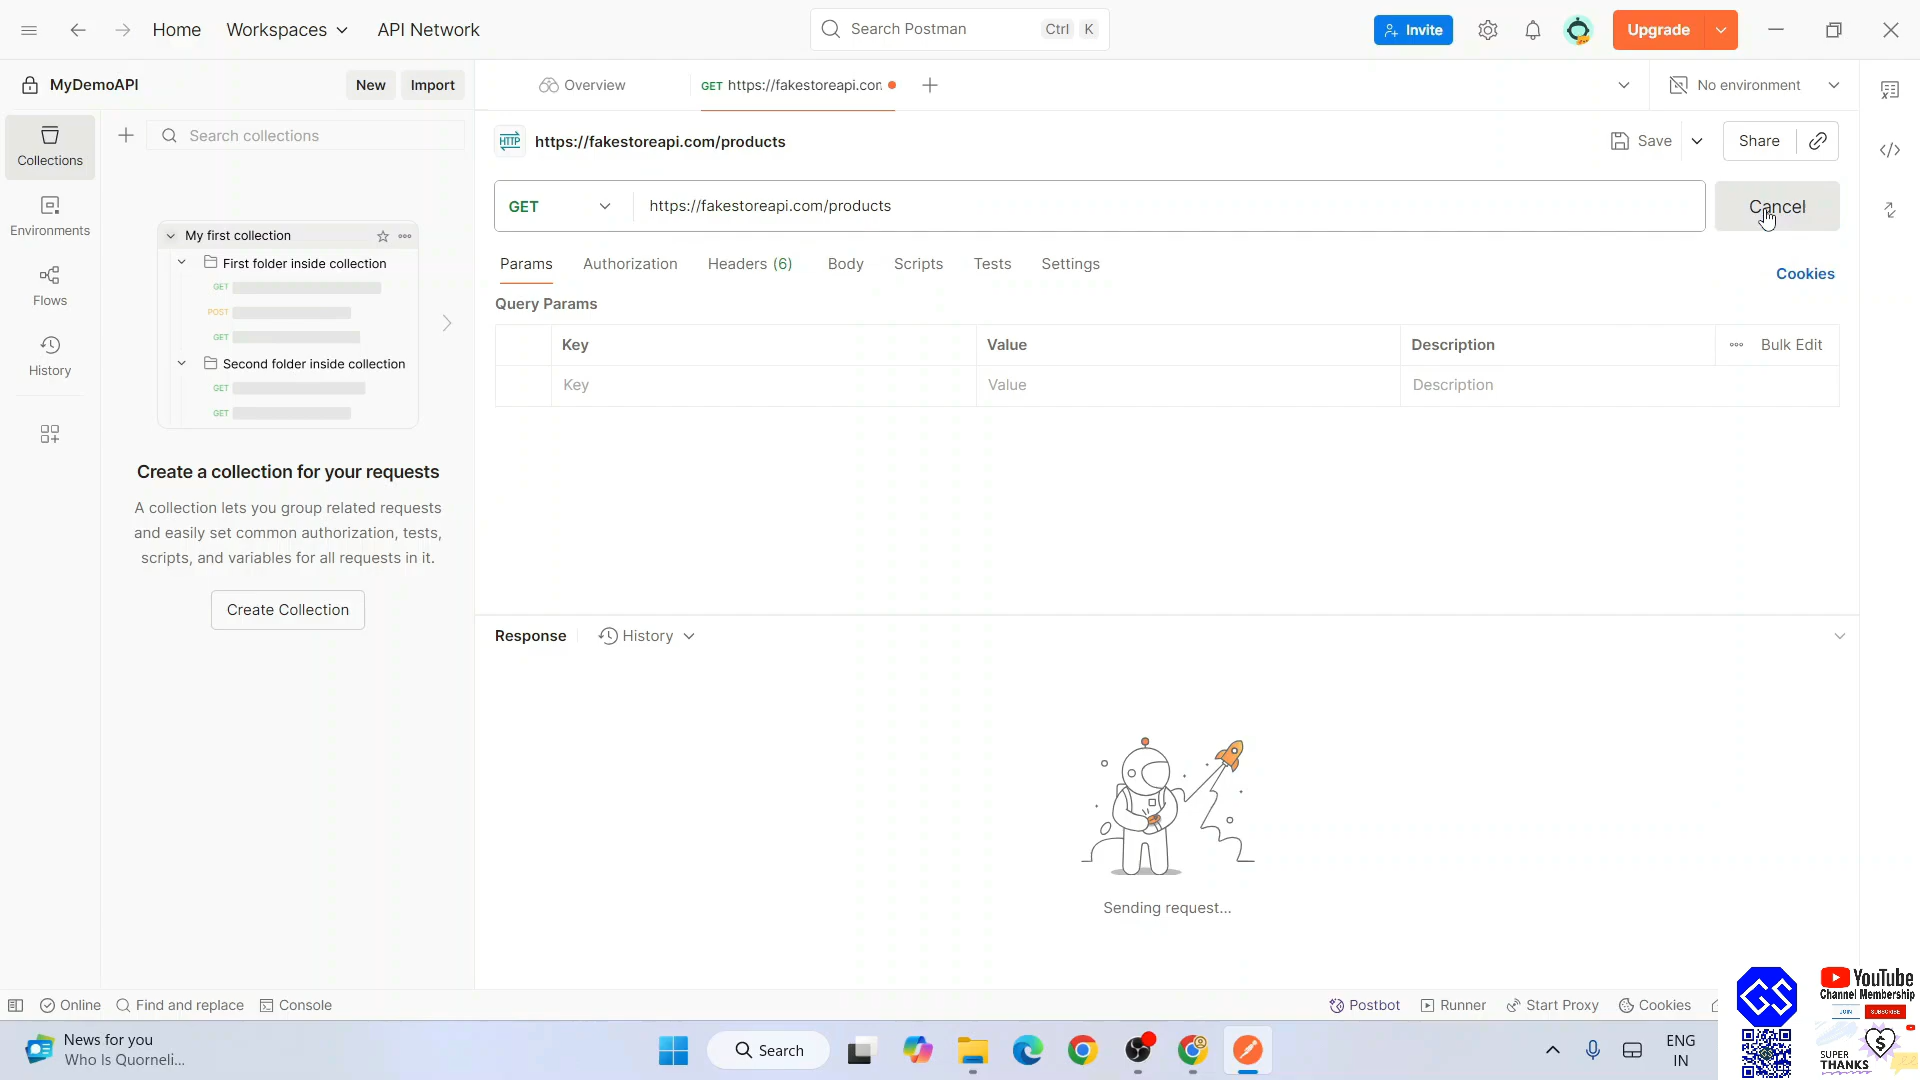 Home
Workspaces
API Network
Search Postman
Ctrl
K
Invite
Upgrade
MyDemoAPI
New
Import
Overview
GET https://fakestoreapi.cor
No environment
Collections
Search collections
HTTP
https://fakestoreapi.com/products
Save
Share
Environments
Flows
History
GET
https://fakestoreapi.com/products
Cancel
My first collection
First folder inside collection
GET
POST
GET
Second folder inside collection
GET
GET
Params
Authorization
Headers (6)
Body
Scripts
Tests
Settings
Cookies
Query Params
Key
Value
Description
Bulk Edit
Key
Value
Description
Create a collection for your requests
A collection lets you group related requests
and easily set common authorization, tests,
scripts, and variables for all requests in it.
Create Collection
Response
History
Sending request...
Online
Find and replace
Console
Postbot
Runner
Start Proxy
Cookies
News for you
Who Is Quorneli...
Search
ENG
IN
GS
YouTube
Channel Membership
JOIN
SUBSCRIBE
SUPER
THANKS